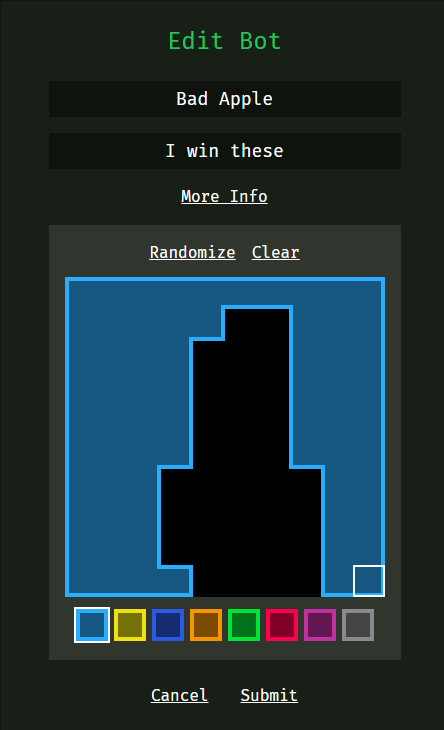 Edit Bot
Bad Apple
I win these
More Info
Randomize Clear
Cancel Submit